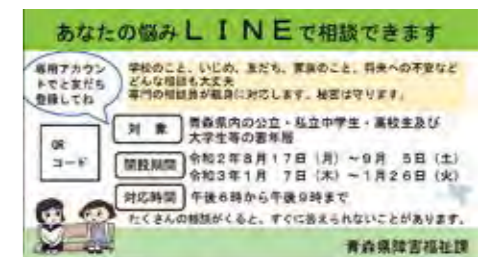 あなたの悩みＬＩＮＥで相談できます
専用アカウン
トでと友だち
登録してね
学校のこと、いじめ、友だち、家族のこと、将来への不安など
どんな相談も大丈夫
専門の相談員が親身に対応します。秘密は守ります。
QR
コード
対　象
青森県内の公立・私立中学生・高校生及び
大学生等の若年層
開設期間
令和２年８月１７日（月）～９月　５日（土）
令和３年１月　７日（木）～１月２６日（火）
対応時間
午後６時から午後９時まで
たくさんの相談がくると、すぐに答えられないことがあります。
青森県障害福祉課